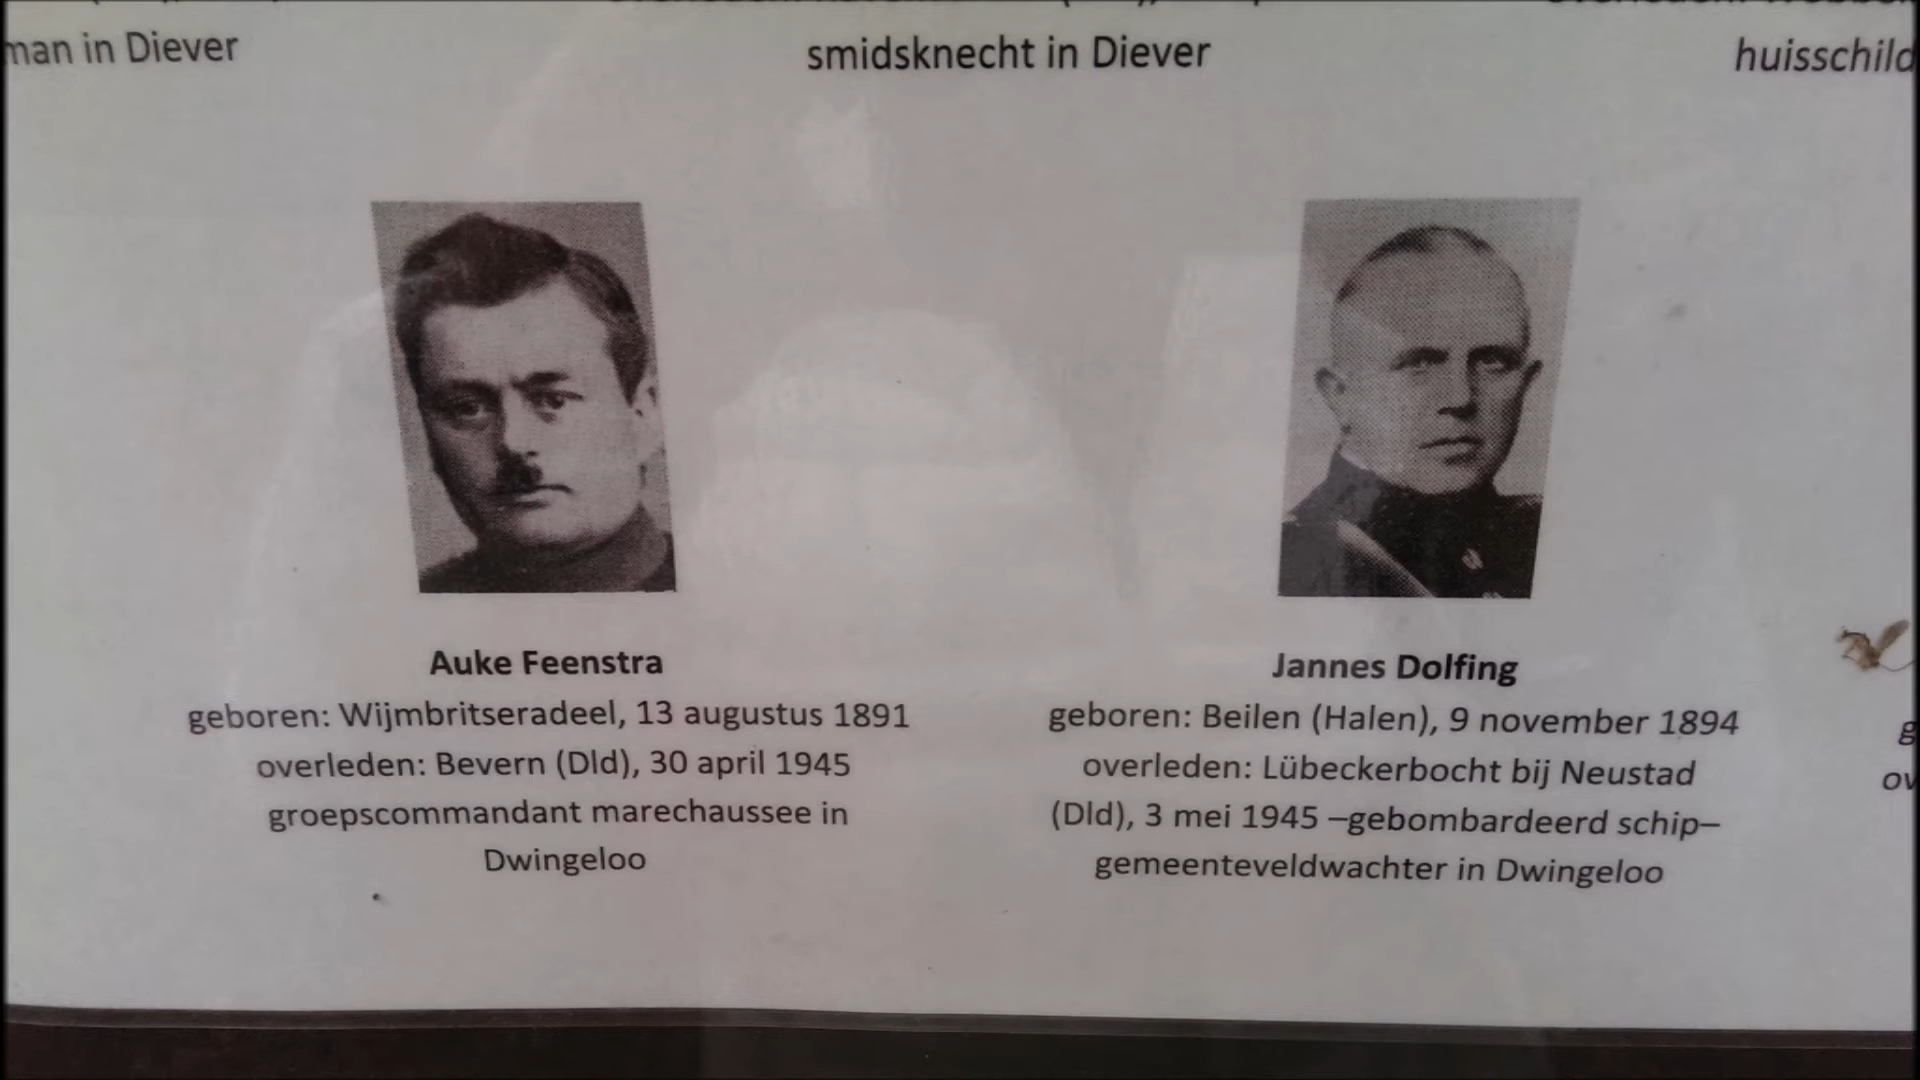 man in Diever
smidsknecht in Diever
huisschild
Auke Feenstra
geboren: Wijmbritseradeel, 13 augustus 1891
overleden: Bevern (Dld), 30 april 1945
groepscommandant marechaussee in
Dwingeloo
Jannes Dolfing
geboren: Beilen (Halen), 9 november 1894
overleden: Lübeckerbocht bij Neustad
(Dld), 3 mei 1945 –gebombardeerd schip–
gemeenteveldwachter in Dwingeloo
g
ov